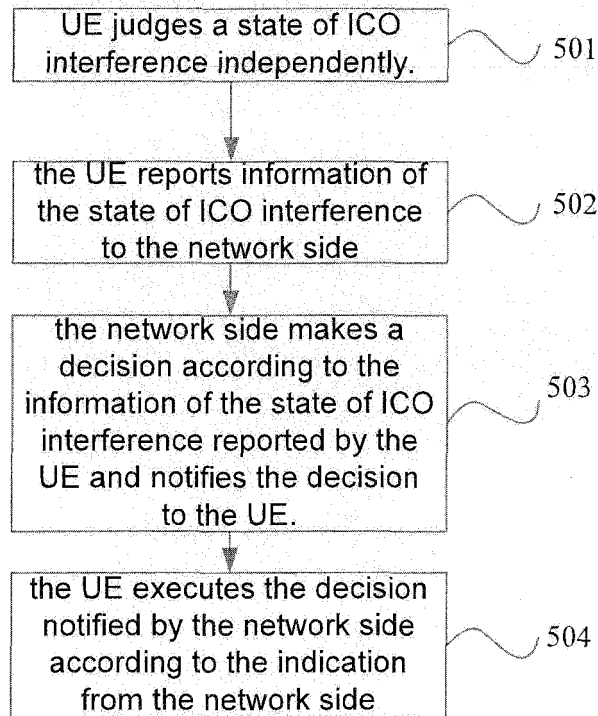 UE judges a state of ICO
interference independently.
501
the UE reports information of
the state of ICO interference
to the network side
502
the network side makes a
decision according to the
information of the state of ICO
interference reported by the
UE and notifies the decision
to the UE.
503
the UE executes the decision
notified by the network side
according to the indication
from the network side
504